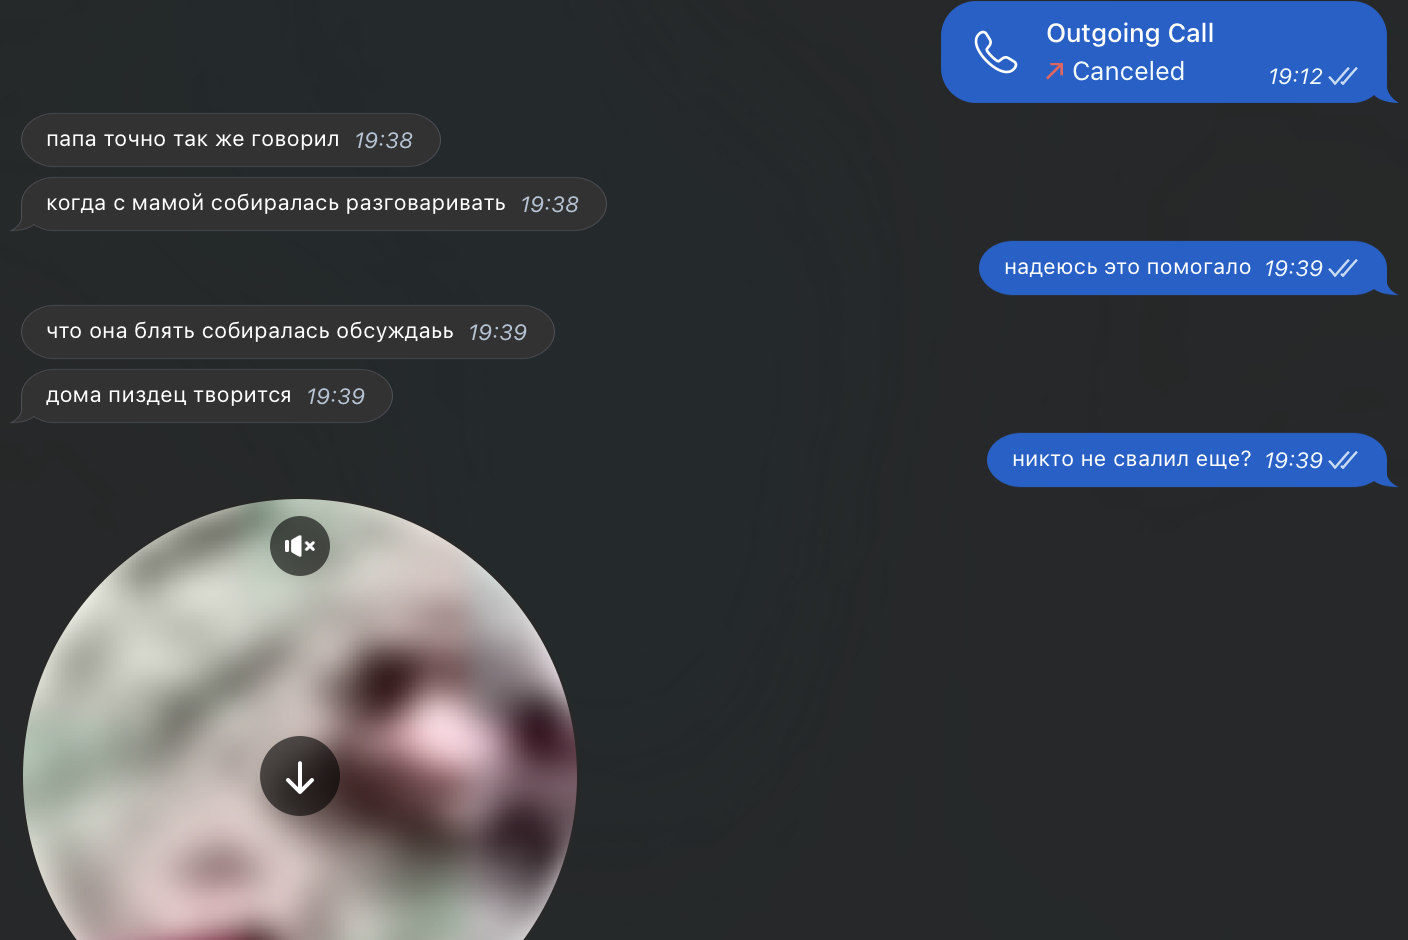 Outgoing Call
Canceled 19:12
папа точно так же говорил 19:38
когда с мамой собиралась разговаривать 19:38
надеюсь это помогало 19:39
что она блять собиралась обсуждаьь 19:39
дома пиздец творится 19:39
никто не свалил еще? 19:39